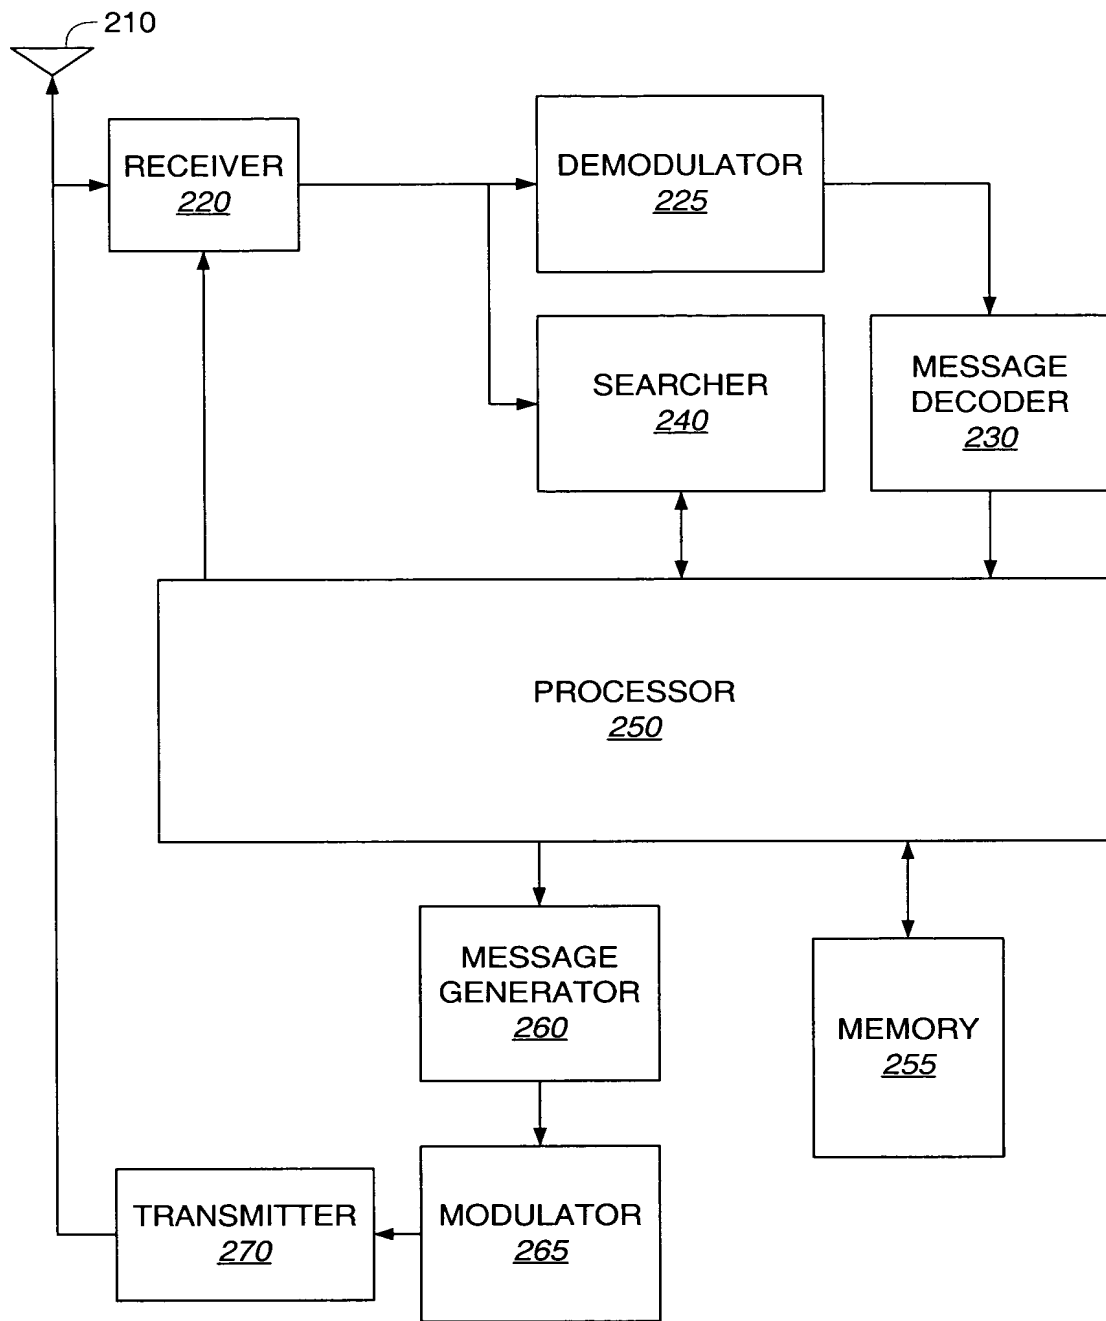 210
RECEIVER
220
DEMODULATOR
225
SEARCHER
240
MESSAGE
DECODER
230
PROCESSOR
250
MESSAGE
GENERATOR
260
MEMORY
255
TRANSMITTER
270
MODULATOR
265